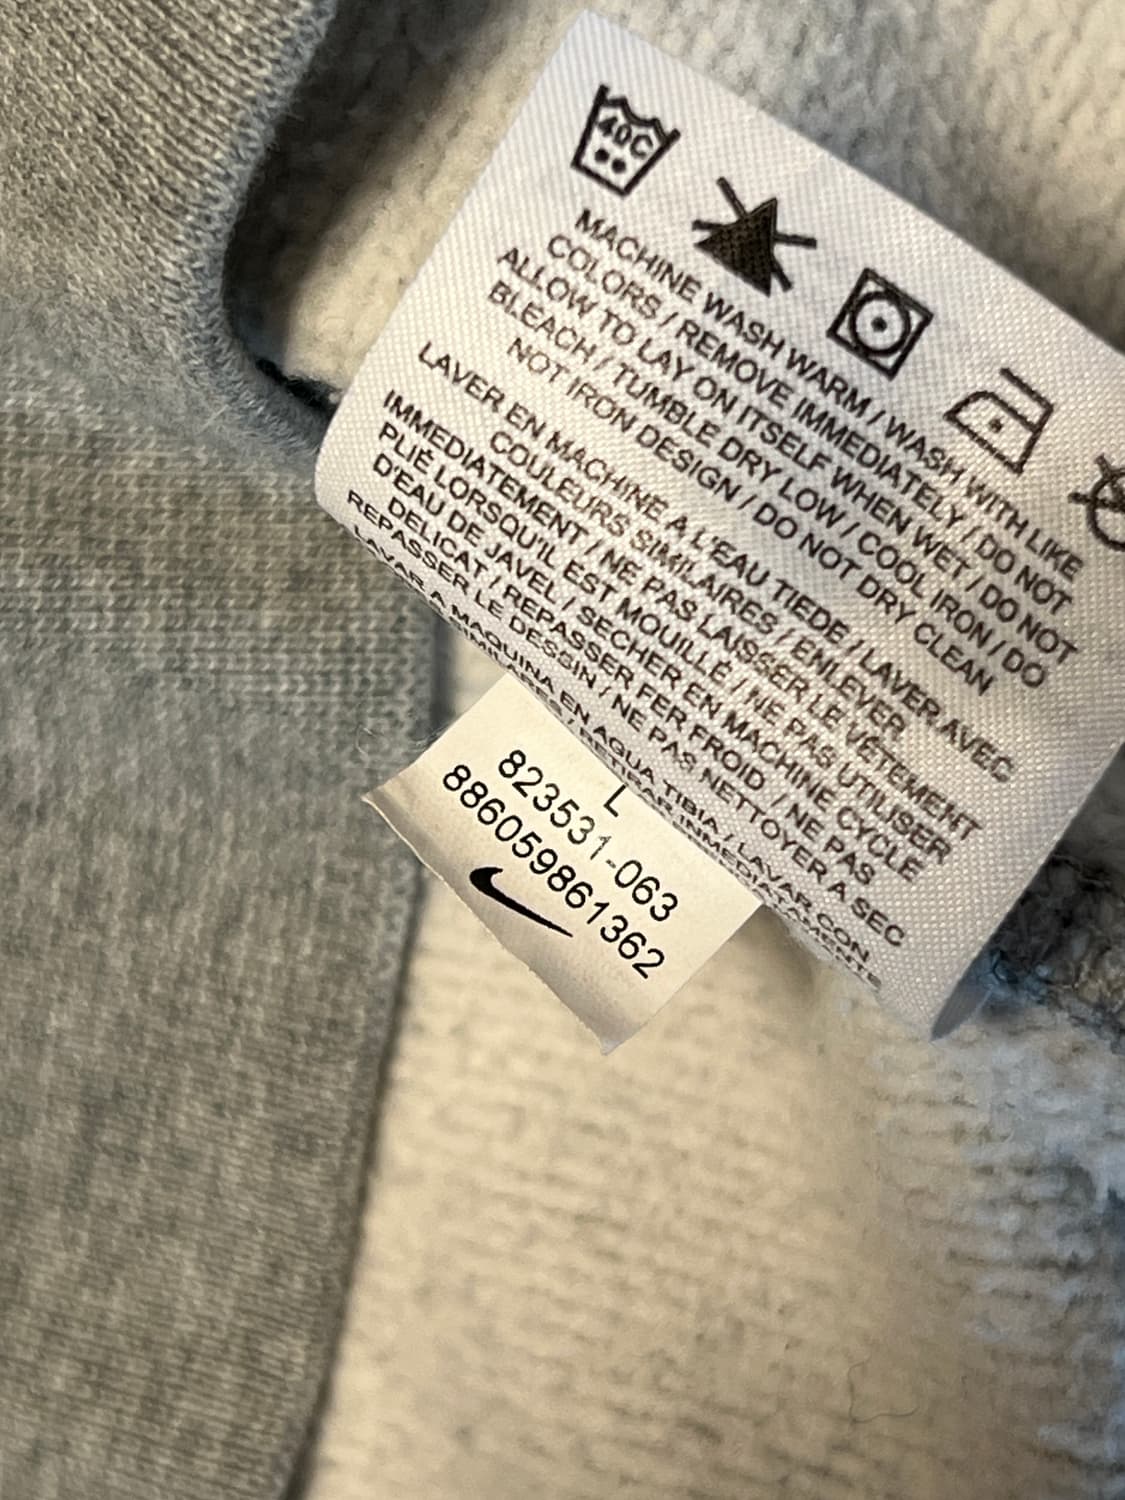 40C
MACHINE WASH WARM / WASH WITH LIKE
COLORS / REMOVE IMMEDIATELY / DO NOT
ALLOW TO LAY ON ITSELF WHEN WET / DO NOT
BLEACH / TUMBLE DRY LOW / COOL IRON / DO
NOT IRON DESIGN / DO NOT DRY CLEAN
LAVER EN MACHINE A L'EAU TIEDE / LAVER AVEC
COULEURS SIMILAIRES / ENLEVER
IMMEDIATEMENT / NE PAS LAISSER LE VÊTEMENT
PLIÉ LORSQU'IL EST MOUILLÉ / NE PAS UTILISER
D'EAU DE JAVEL / SECHER EN MACHINE CYCLE
DELICAT / REPASSER FER FROID / NE PAS
REPASSER LE DESSIN / NE PAS NETTOYER A SEC
LAVAR A MAQUINA EN AGUA TIBIA / LAVAR CON
SIMILARES / RETIRAR INMEDIATAMENTE
L
823531-063
886059861362